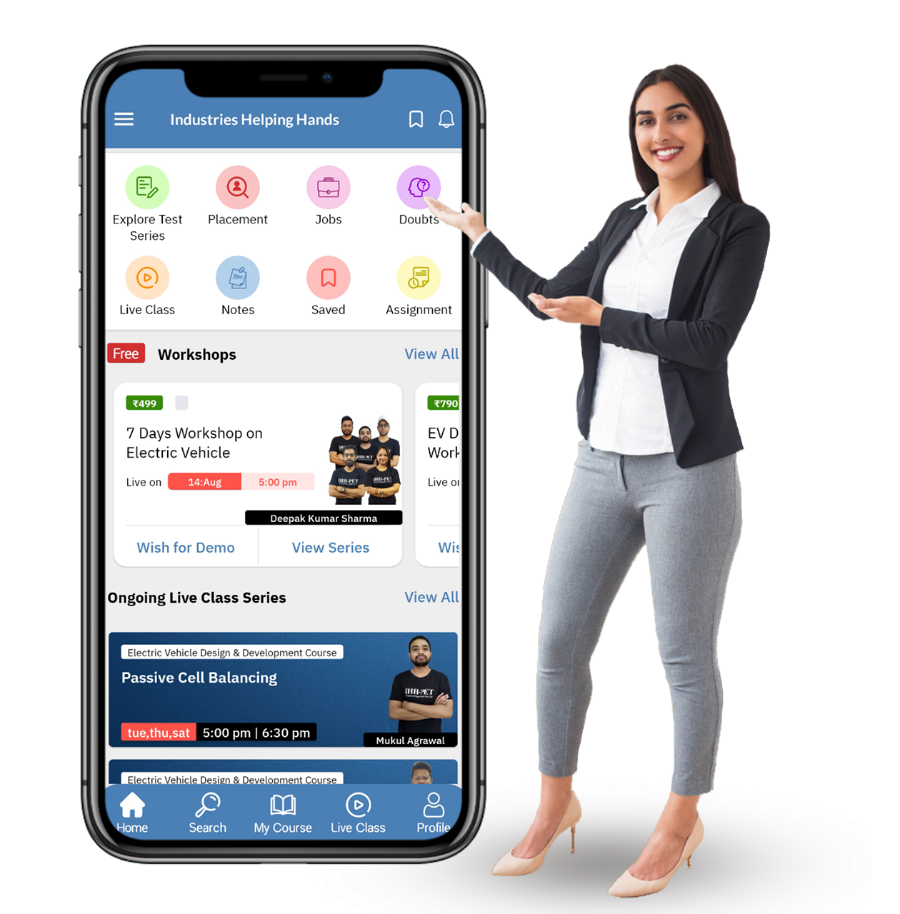 Industries Helping Hands
Explore Test
Series
Placement
Jobs
Doubts
Live Class
Notes
Saved
Assignment
Free
Workshops
View All
₹499
7 Days Workshop on
Electric Vehicle
Live on
14:Aug
5:00 pm
Deepak Kumar Sharma
Wish for Demo
View Series
₹790
EV D
Work
Live on
Wis
Ongoing Live Class Series
View All
Electric Vehicle Design & Development Course
Passive Cell Balancing
IHH-PET
tue,thu,sat
5:00 pm | 6:30 pm
Mukul Agrawal
Electric Vehicle Design & Development Course
Home
Search
My Course
Live Class
Profile